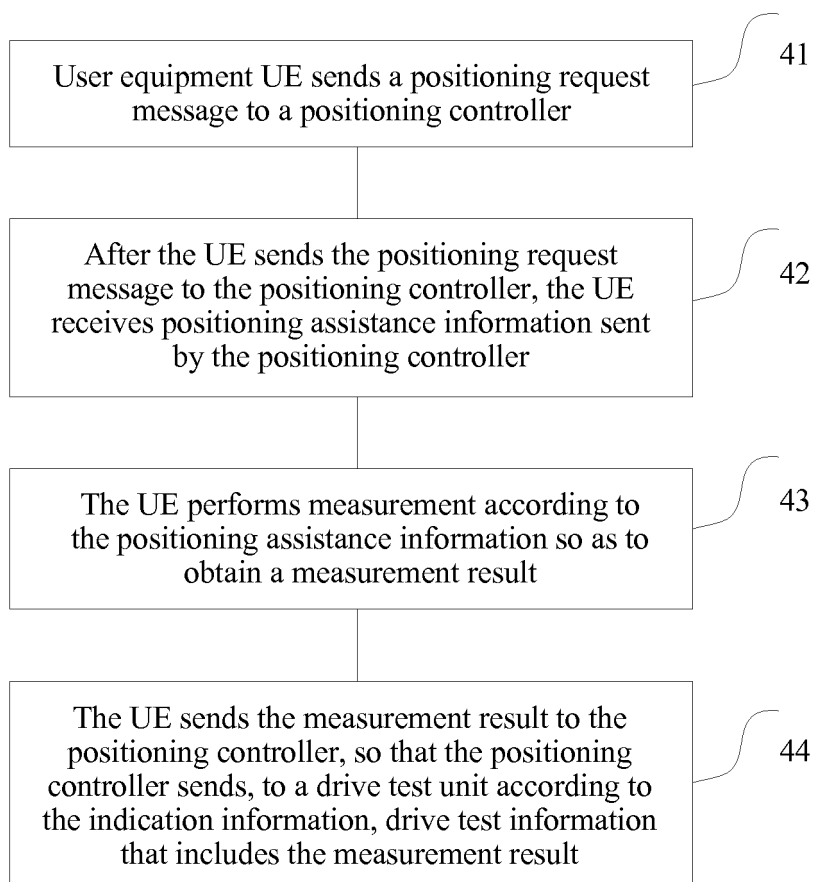 User equipment UE sends a positioning request
message to a positioning controller
41
After the UE sends the positioning request
message to the positioning controller, the UE
receives positioning assistance information sent
by the positioning controller
42
The UE performs measurement according to
the positioning assistance information so as to
obtain a measurement result
43
The UE sends the measurement result to the
positioning controller, so that the positioning
controller sends, to a drive test unit according to
the indication information, drive test information
that includes the measurement result
44